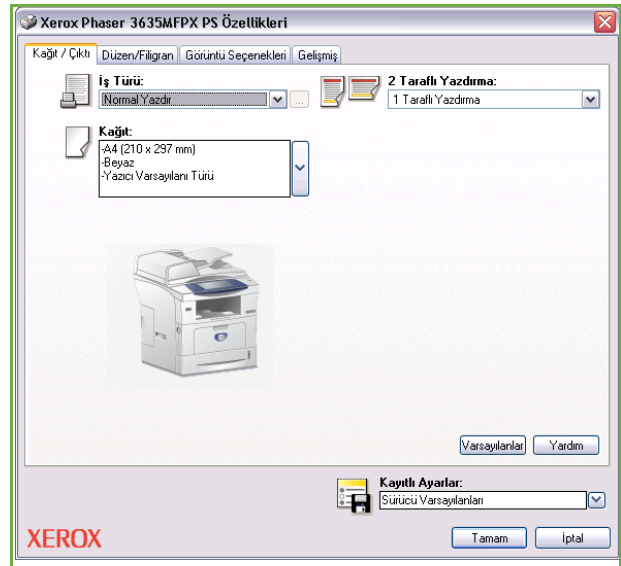 Xerox Phaser 3635MFPX PS Özellikleri
Kağıt / Çıktı Düzen/Filigran Görüntü Seçenekleri Gelişmiş
İş Türü:
Normal Yazdır
...
2 Taraflı Yazdırma:
1 Taraflı Yazdırma
Kağıt:
-A4 (210 x 297 mm)
-Beyaz
-Yazıcı Varsayılanı Türü
Varsayılanlar Yardım
Kayıtlı Ayarlar:
Sürücü Varsayılanları
XEROX
Tamam İptal